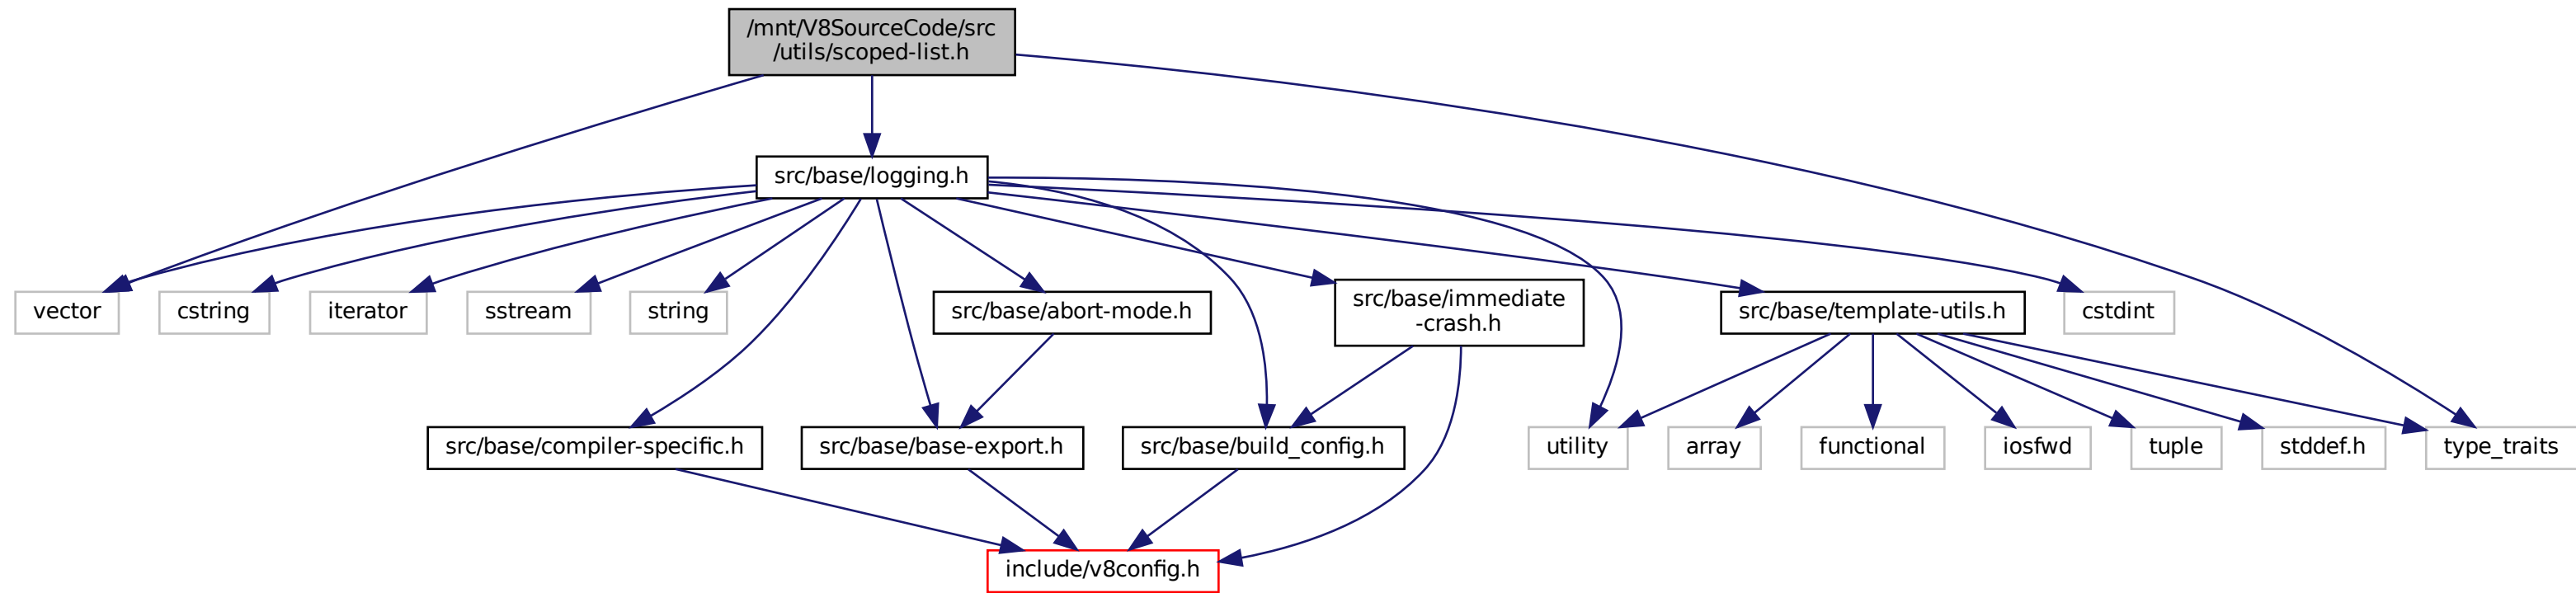 /mnt/V8SourceCode/src
/utils/scoped-list.h
src/base/logging.h
vector
cstring
iterator
sstream
string
src/base/abort-mode.h
src/base/immediate
-crash.h
src/base/template-utils.h
cstdint
src/base/compiler-specific.h
src/base/base-export.h
src/base/build_config.h
utility
array
functional
iosfwd
tuple
stddef.h
type_traits
include/v8config.h